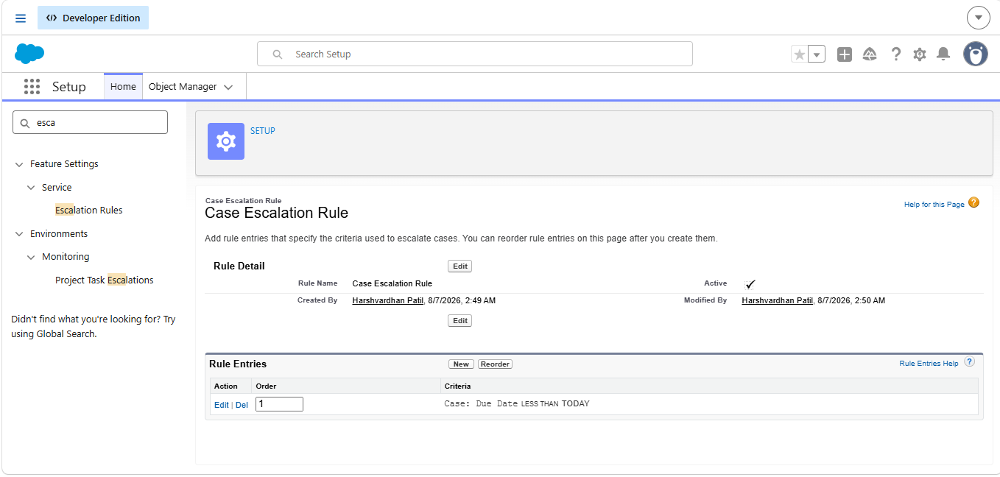 </> Developer Edition
Search Setup
Setup Home Object Manager
esca
SETUP
Feature Settings
Service
Escalation Rules
Environments
Monitoring
Project Task Escalations
Didn't find what you're looking for? Try
using Global Search.
Case Escalation Rule
Case Escalation Rule
Help for this Page ?
Add rule entries that specify the criteria used to escalate cases. You can reorder rule entries on this page after you create them.
Rule Detail Edit
Rule Name Case Escalation Rule Active
Created By Harshvardhan Patil, 8/7/2026, 2:49 AM Modified By Harshvardhan Patil, 8/7/2026, 2:50 AM
Edit
Rule Entries New Reorder Rule Entries Help ?
Action Order Criteria
Edit | Del 1 Case: Due Date LESS THAN TODAY